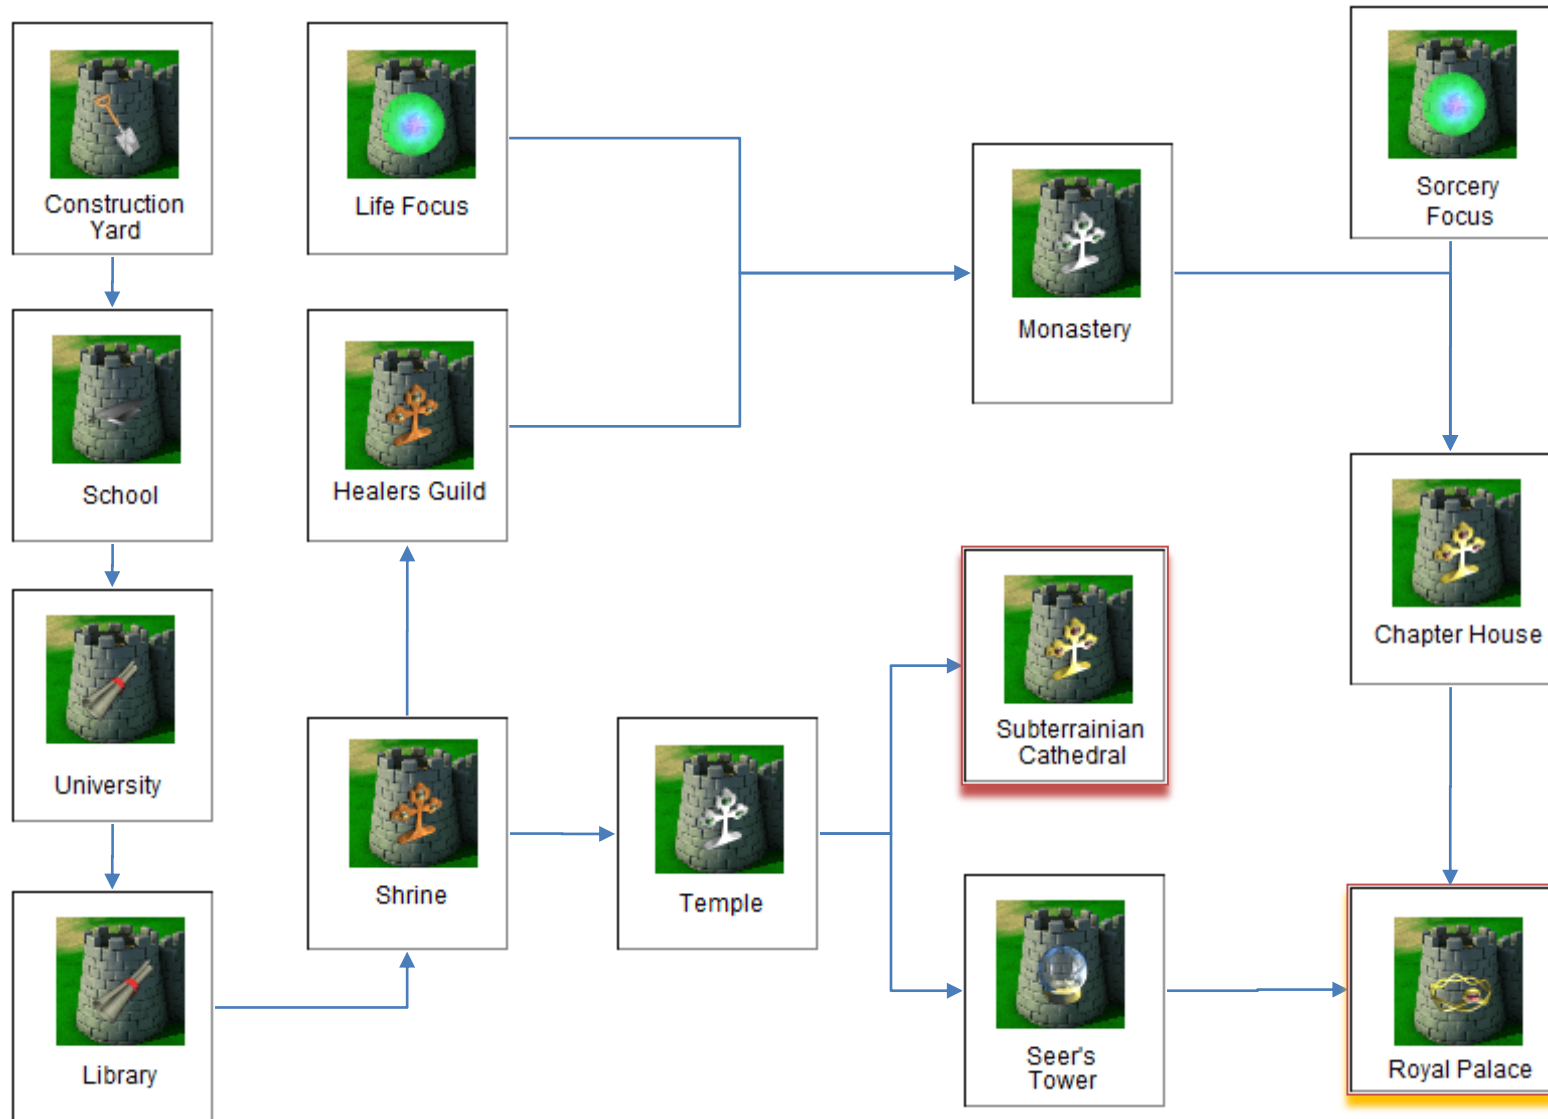 Construction
Yard
Life Focus
Sorcery
Focus
Monastery
School
Healers Guild
Chapter House
Subterrainian
Cathedral
University
Shrine
Temple
Library
Seer's
Tower
Royal Palace